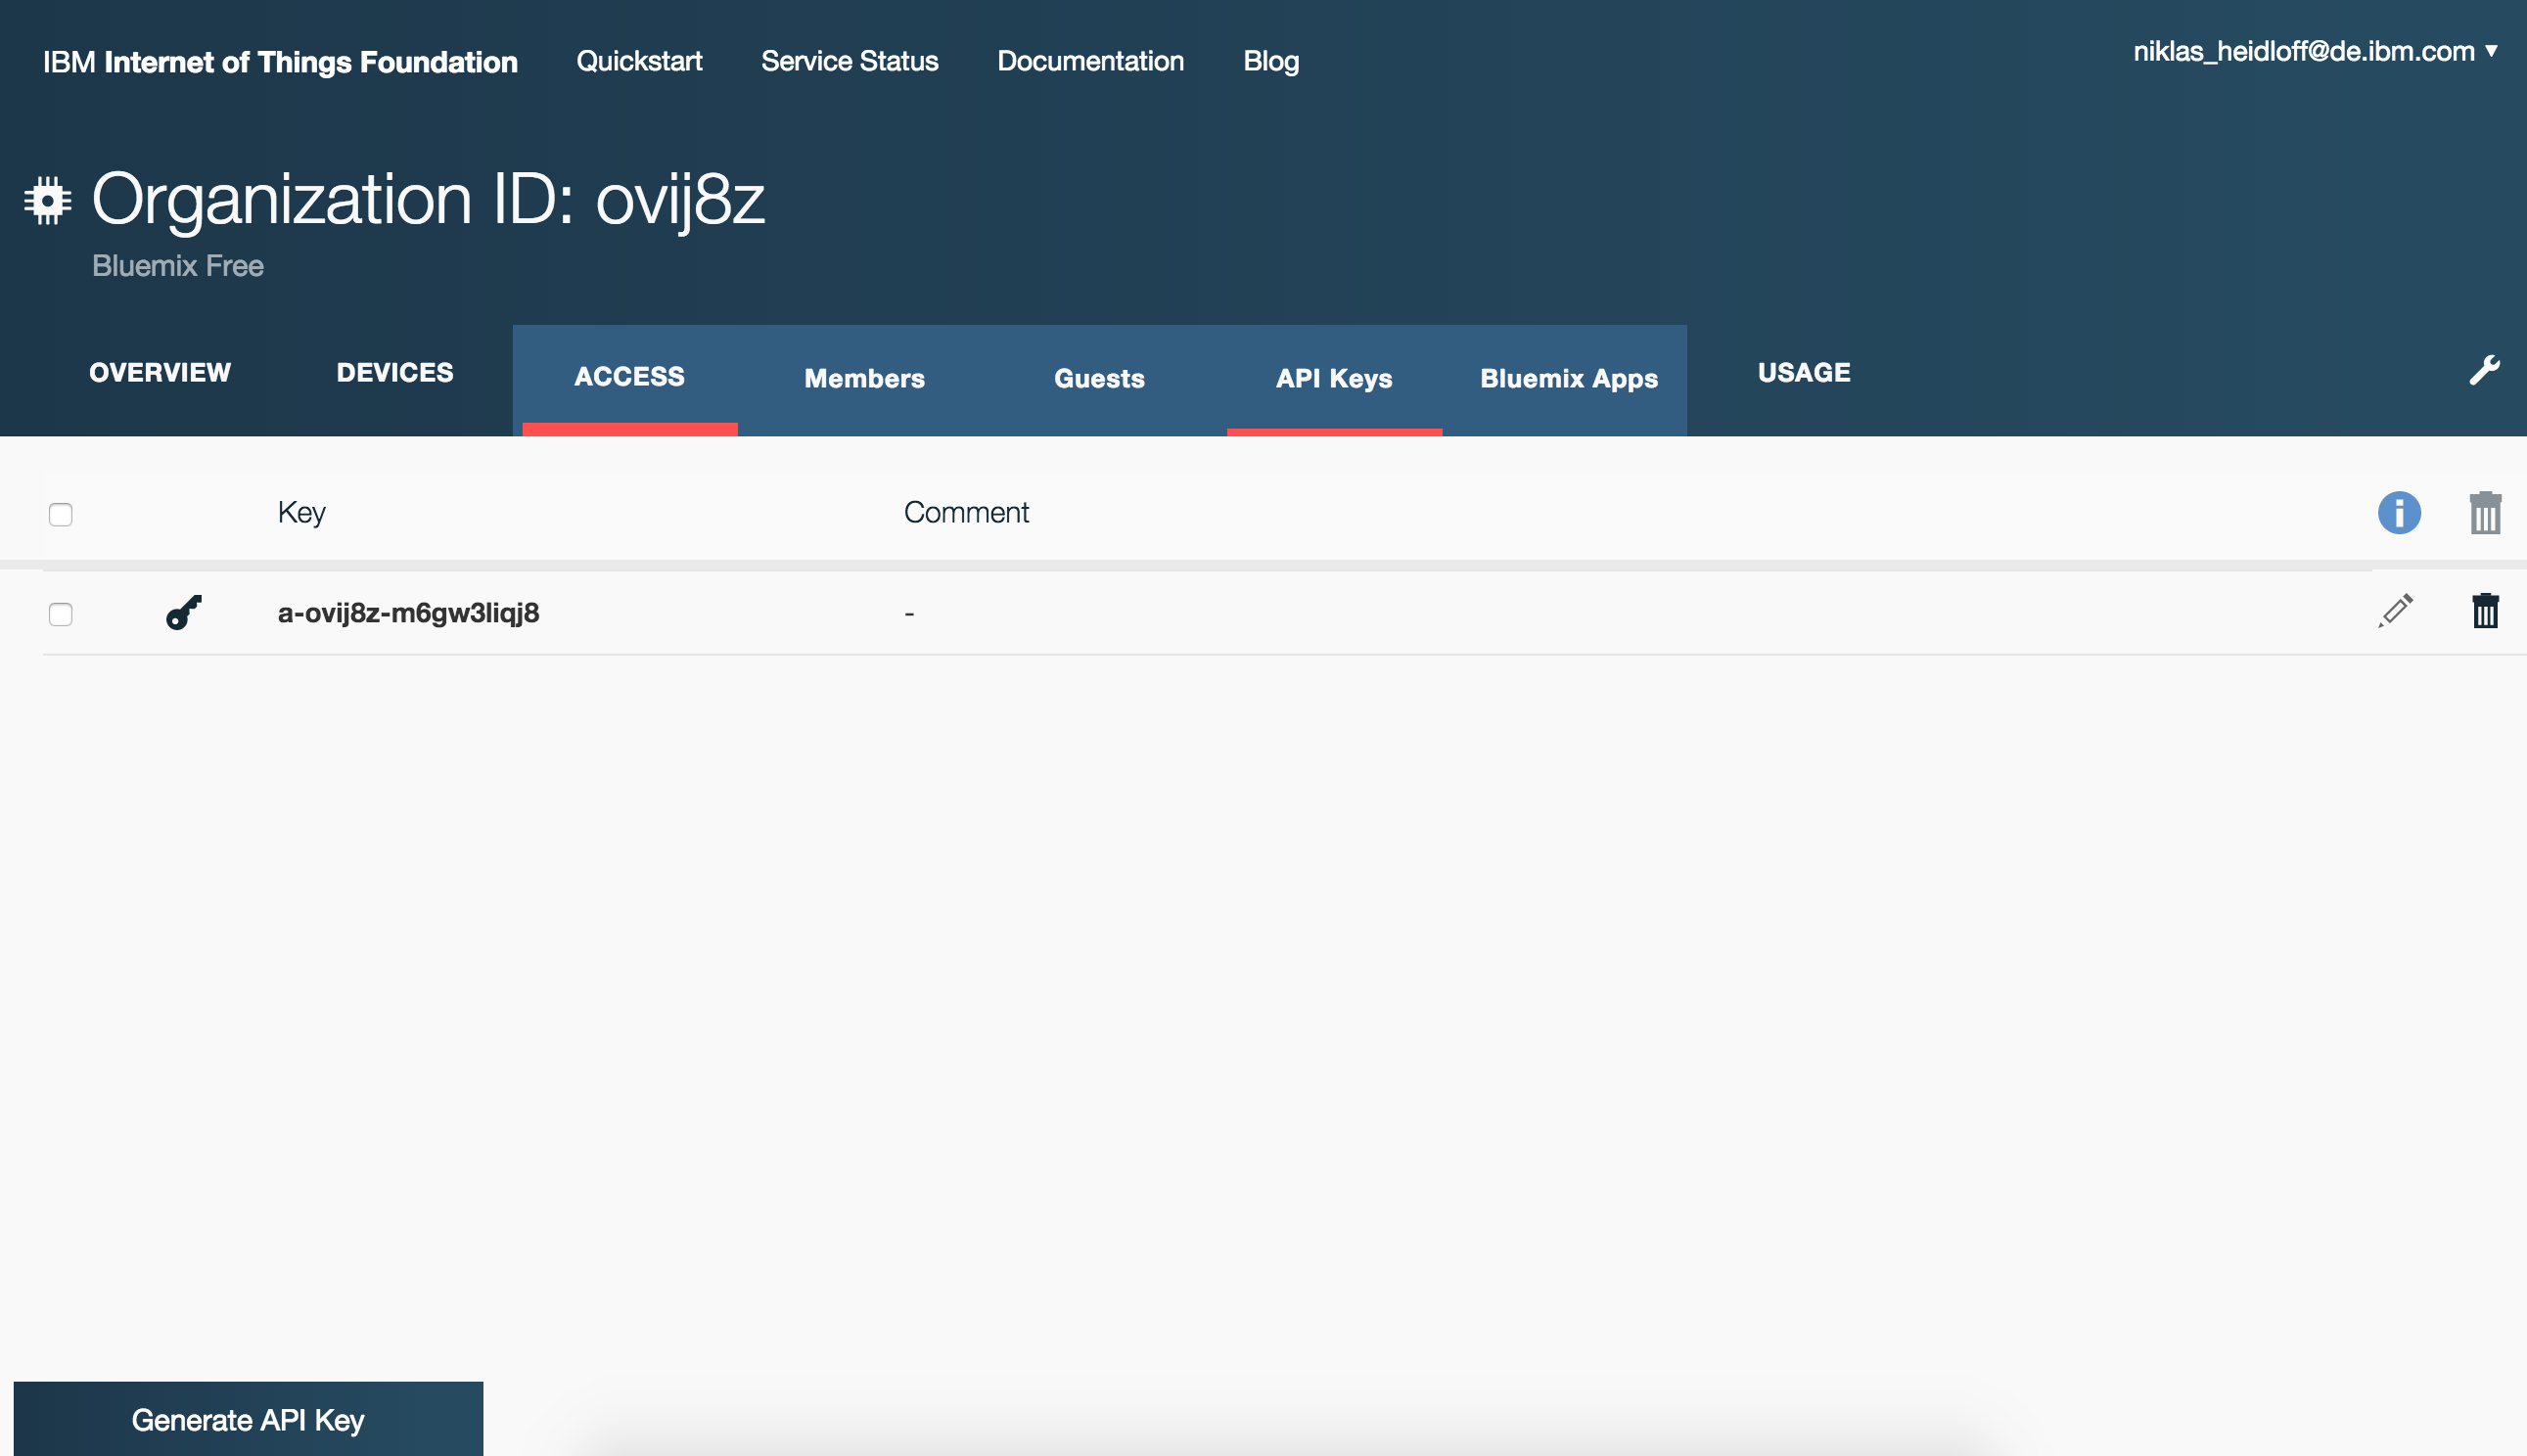 IBM Internet of Things Foundation Quickstart Service Status Documentation Blog niklas_heidloff@de.ibm.com ▼
Organization ID: ovij8z
Bluemix Free
OVERVIEW DEVICES ACCESS Members Guests API Keys Bluemix Apps USAGE
Key Comment
a-ovij8z-m6gw3liqj8 -
Generate API Key